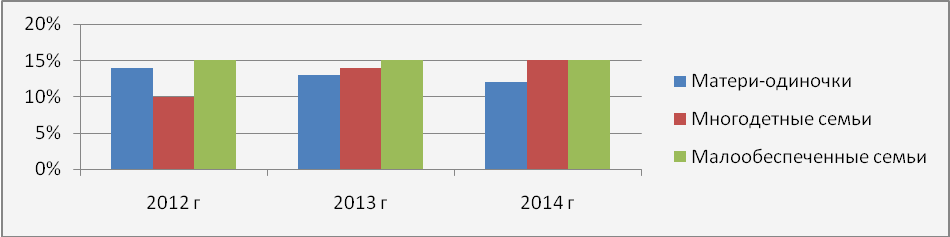 20%
15%
10%
5%
0%
2012 г
2013 г
2014 г
Матери-одиночки
Многодетные семьи
Малообеспеченные семьи